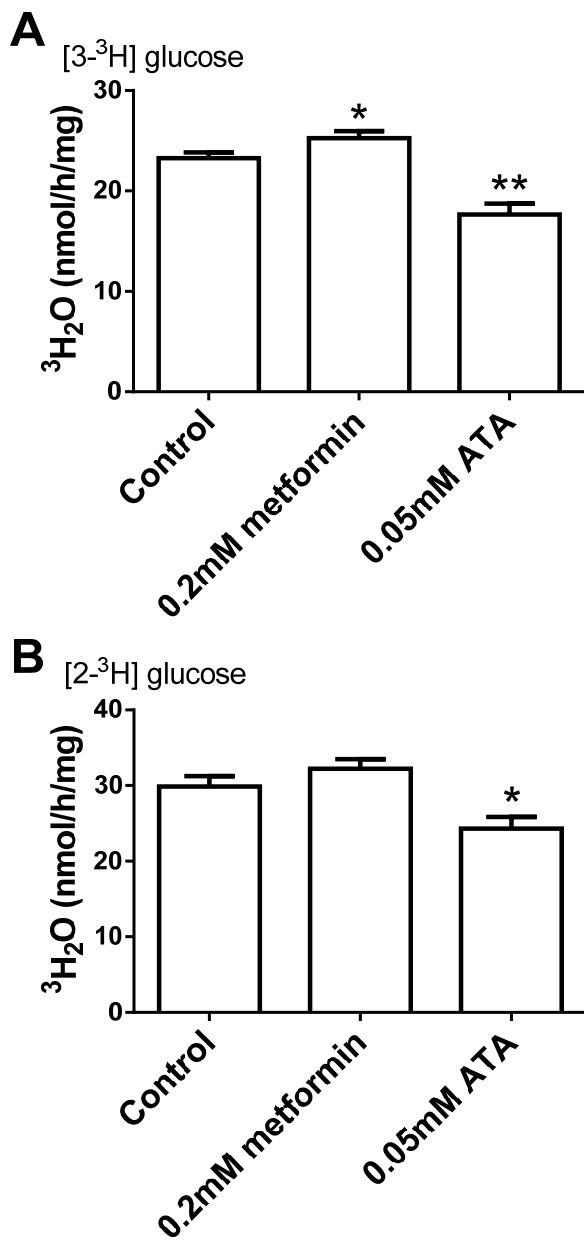 A
[3-³H] glucose
³H₂O (nmol/h/mg)
30
20
10
0
*
**
Control
0.2mM metformin
0.05mM ATA
B
[2-³H] glucose
³H₂O (nmol/h/mg)
40
30
20
10
0
*
Control
0.2mM metformin
0.05mM ATA